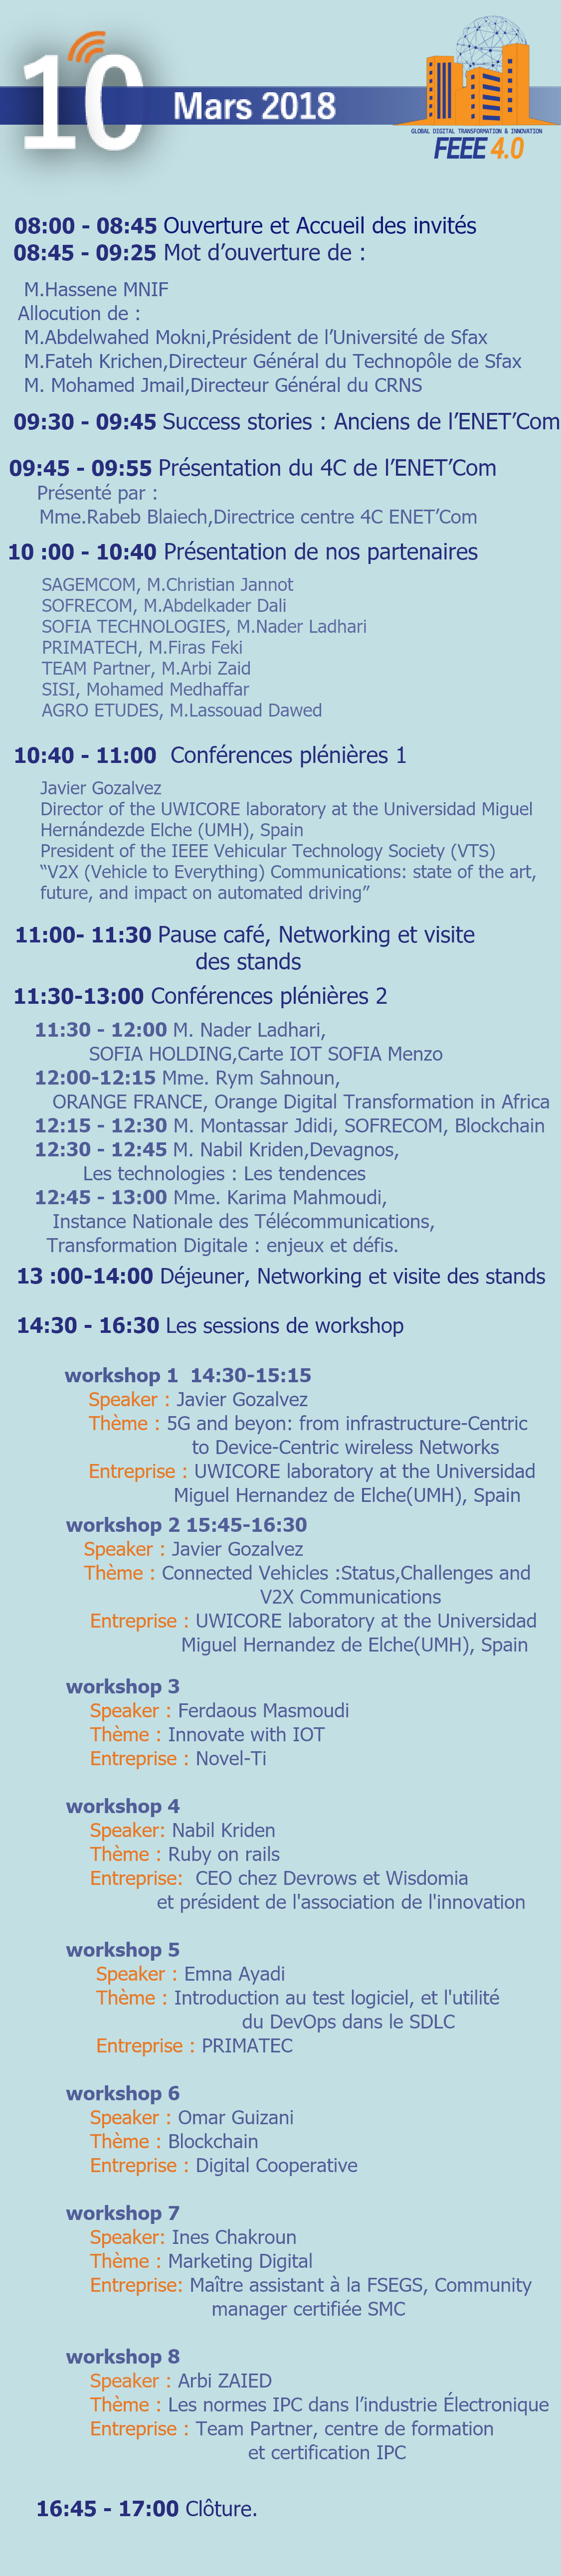 10
Mars 2018
GLOBAL DIGITAL TRANSFORMATION & INNOVATION
FEEE 4.0
08:00 - 08:45 Ouverture et Accueil des invités
08:45 - 09:25 Mot d’ouverture de :
M.Hassene MNIF
Allocution de :
M.Abdelwahed Mokni,Président de l’Université de Sfax
M.Fateh Krichen,Directeur Général du Technopôle de Sfax
M. Mohamed Jmail,Directeur Général du CRNS
09:30 - 09:45 Success stories : Anciens de l’ENET’Com
09:45 - 09:55 Présentation du 4C de l’ENET’Com
Présenté par :
Mme.Rabeb Blaiech,Directrice centre 4C ENET’Com
10 :00 - 10:40 Présentation de nos partenaires
SAGEMCOM, M.Christian Jannot
SOFRECOM, M.Abdelkader Dali
SOFIA TECHNOLOGIES, M.Nader Ladhari
PRIMATECH, M.Firas Feki
TEAM Partner, M.Arbi Zaid
SISI, Mohamed Medhaffar
AGRO ETUDES, M.Lassouad Dawed
10:40 - 11:00 Conférences plénières 1
Javier Gozalvez
Director of the UWICORE laboratory at the Universidad Miguel
Hernándezde Elche (UMH), Spain
President of the IEEE Vehicular Technology Society (VTS)
“V2X (Vehicle to Everything) Communications: state of the art,
future, and impact on automated driving”
11:00- 11:30 Pause café, Networking et visite
des stands
11:30-13:00 Conférences plénières 2
11:30 - 12:00 M. Nader Ladhari,
SOFIA HOLDING,Carte IOT SOFIA Menzo
12:00-12:15 Mme. Rym Sahnoun,
ORANGE FRANCE, Orange Digital Transformation in Africa
12:15 - 12:30 M. Montassar Jdidi, SOFRECOM, Blockchain
12:30 - 12:45 M. Nabil Kriden,Devagnos,
Les technologies : Les tendences
12:45 - 13:00 Mme. Karima Mahmoudi,
Instance Nationale des Télécommunications,
Transformation Digitale : enjeux et défis.
13 :00-14:00 Déjeuner, Networking et visite des stands
14:30 - 16:30 Les sessions de workshop
workshop 1 14:30-15:15
Speaker : Javier Gozalvez
Thème : 5G and beyon: from infrastructure-Centric
to Device-Centric wireless Networks
Entreprise : UWICORE laboratory at the Universidad
Miguel Hernandez de Elche(UMH), Spain
workshop 2 15:45-16:30
Speaker : Javier Gozalvez
Thème : Connected Vehicles :Status,Challenges and
V2X Communications
Entreprise : UWICORE laboratory at the Universidad
Miguel Hernandez de Elche(UMH), Spain
workshop 3
Speaker : Ferdaous Masmoudi
Thème : Innovate with IOT
Entreprise : Novel-Ti
workshop 4
Speaker: Nabil Kriden
Thème : Ruby on rails
Entreprise: CEO chez Devrows et Wisdomia
et président de l'association de l'innovation
workshop 5
Speaker : Emna Ayadi
Thème : Introduction au test logiciel, et l'utilité
du DevOps dans le SDLC
Entreprise : PRIMATEC
workshop 6
Speaker : Omar Guizani
Thème : Blockchain
Entreprise : Digital Cooperative
workshop 7
Speaker: Ines Chakroun
Thème : Marketing Digital
Entreprise: Maître assistant à la FSEGS, Community
manager certifiée SMC
workshop 8
Speaker : Arbi ZAIED
Thème : Les normes IPC dans l’industrie Électronique
Entreprise : Team Partner, centre de formation
et certification IPC
16:45 - 17:00 Clôture.